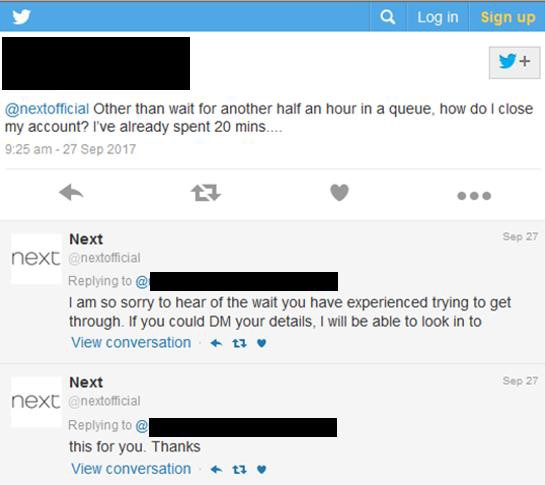 Log in
Sign up
@nextofficial Other than wait for another half an hour in a queue, how do I close
my account? I've already spent 20 mins....
9:25 am - 27 Sep 2017
next
Next
Sep 27
@nextofficial
Replying to @
I am so sorry to hear of the wait you have experienced trying to get
through. If you could DM your details, I will be able to look in to
View conversation ·
next
Next
Sep 27
@nextofficial
Replying to @
this for you. Thanks
View conversation ·